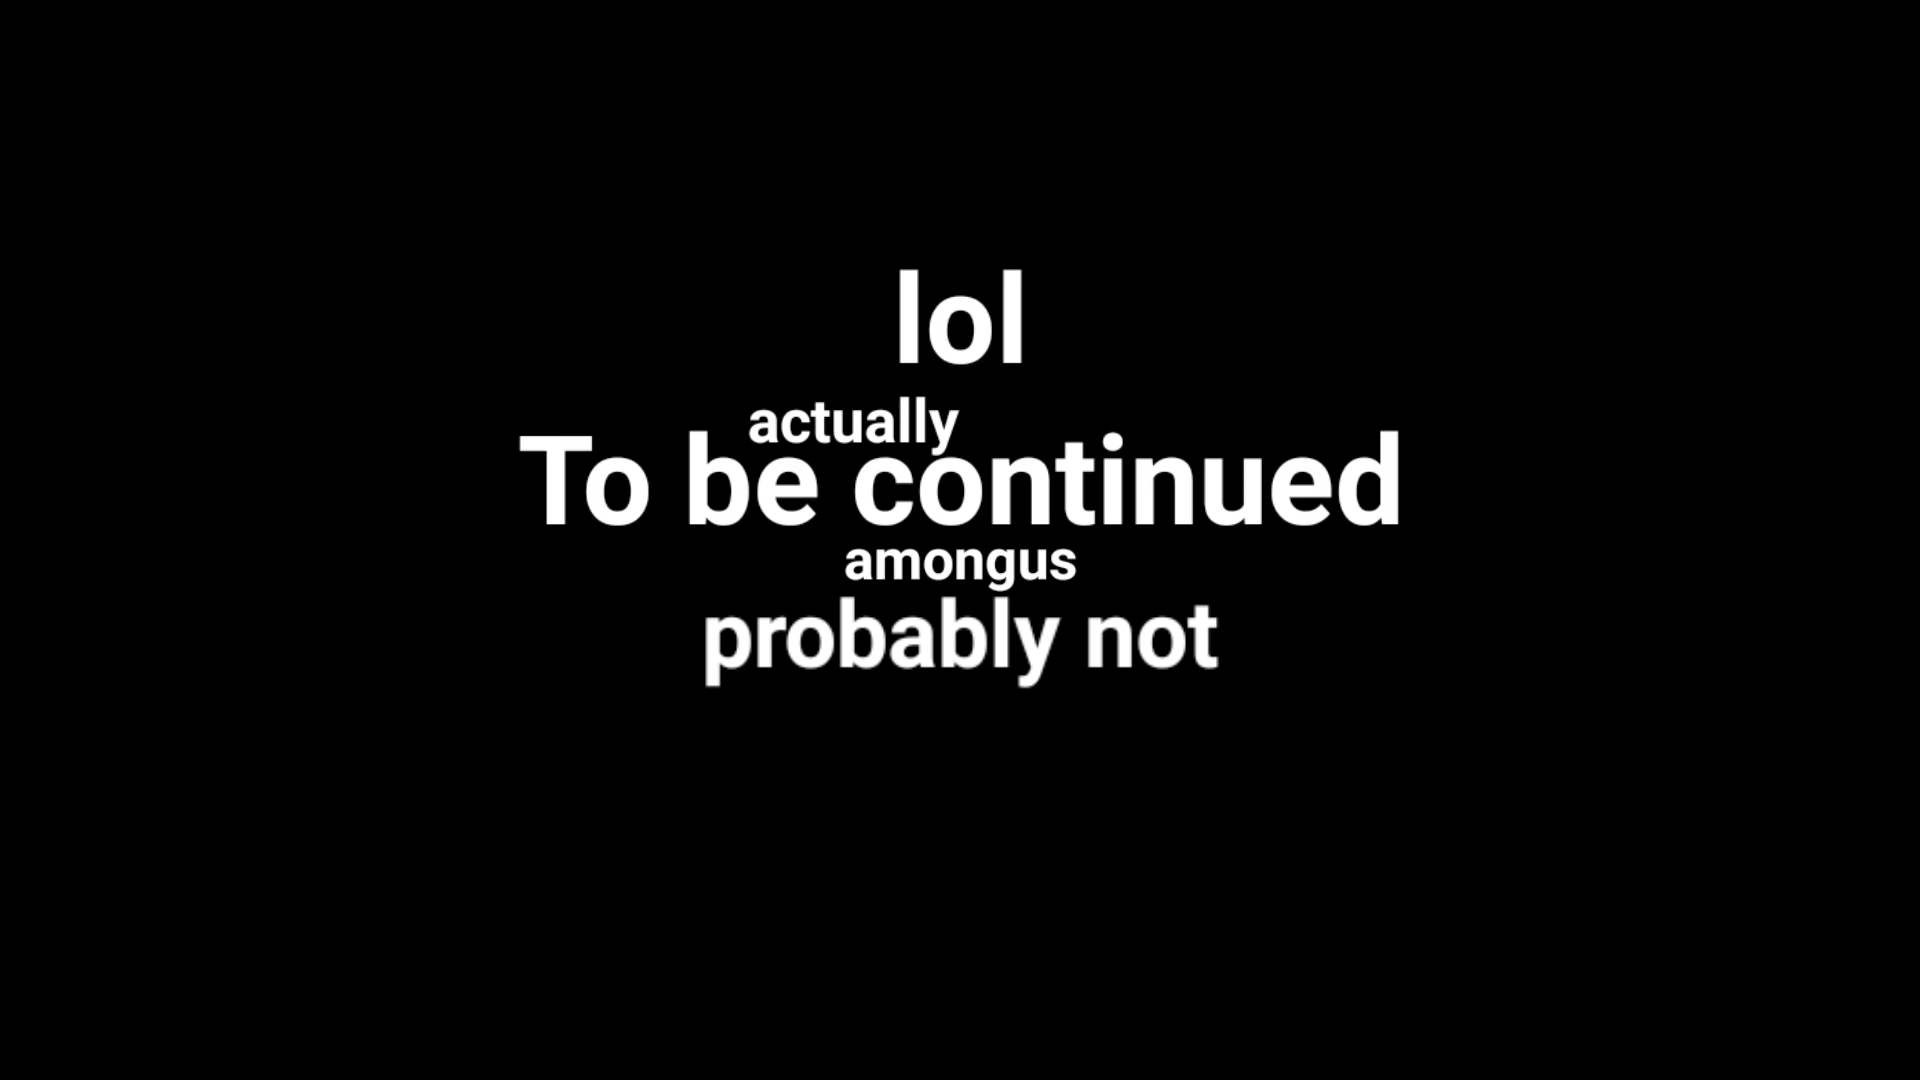 lol
actually
To be continued
amongus
probably not